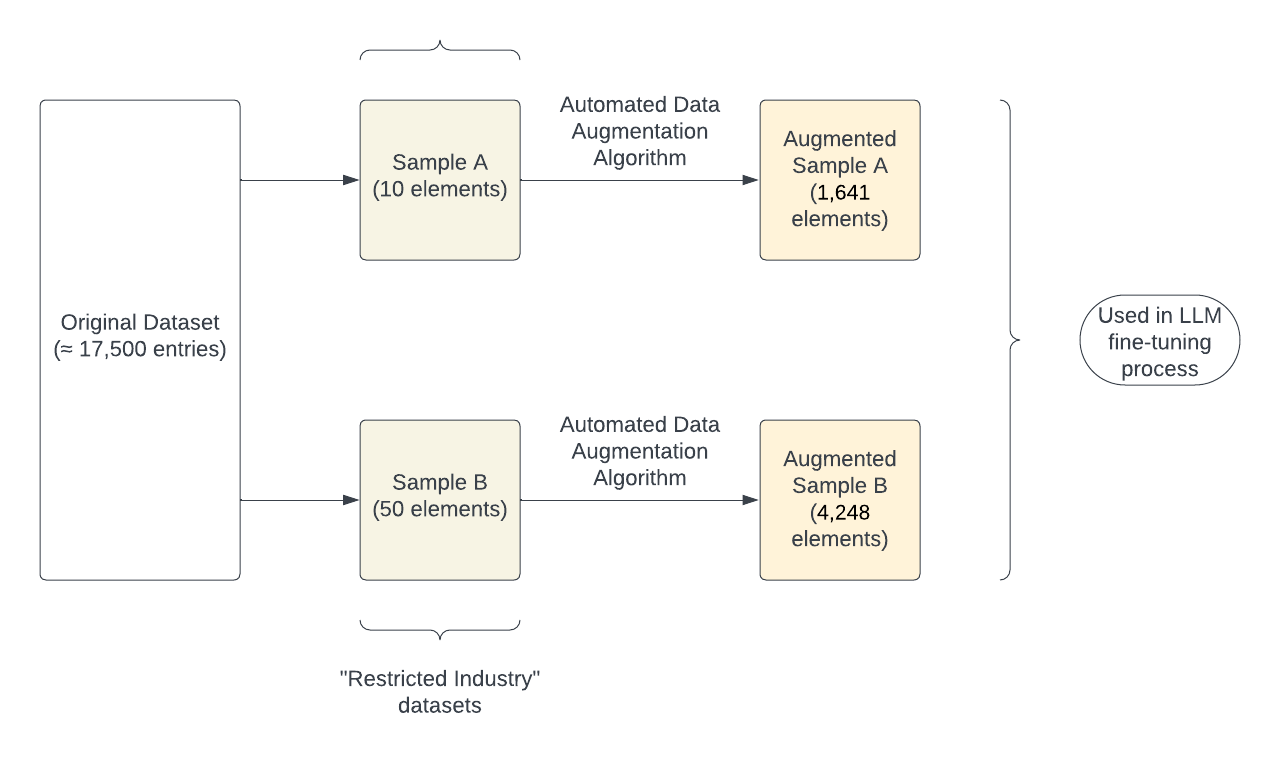 Original Dataset
(≈ 17,500 entries)
Sample A
(10 elements)
Automated Data
Augmentation
Algorithm
Augmented
Sample A
(1,641
elements)
Sample B
(50 elements)
Automated Data
Augmentation
Algorithm
Augmented
Sample B
(4,248
elements)
"Restricted Industry"
datasets
Used in LLM
fine-tuning
process